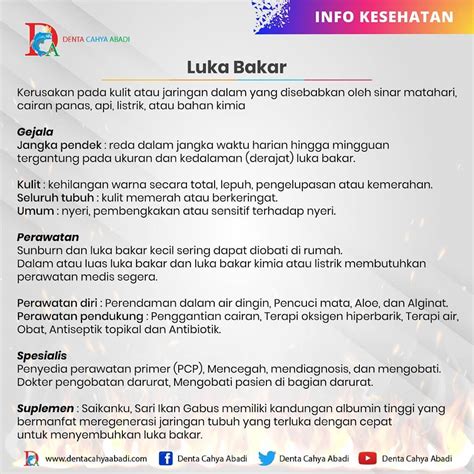 DENTA CAHYA ABADI
INFO KESEHATAN
Luka Bakar
Kerusakan pada kulit atau jaringan dalam yang disebabkan oleh sinar matahari,
cairan panas, api, listrik, atau bahan kimia
Gejala
Jangka pendek : reda dalam jangka waktu harian hingga mingguan
tergantung pada ukuran dan kedalaman (derajat) luka bakar.
Kulit : kehilangan warna secara total, lepuh, pengelupasan atau kemerahan.
Seluruh tubuh : kulit memerah atau berkeringat.
Umum : nyeri, pembengkakan atau sensitif terhadap nyeri.
Perawatan
Sunburn dan luka bakar kecil sering dapat diobati di rumah.
Dalam atau luas luka bakar dan luka bakar kimia atau listrik membutuhkan
perawatan medis segera.
Perawatan diri : Perendaman dalam air dingin, Pencuci mata, Aloe, dan Alginat.
Perawatan pendukung : Penggantian cairan, Terapi oksigen hiperbarik, Terapi air,
Obat, Antiseptik topikal dan Antibiotik.
Spesialis
Penyedia perawatan primer (PCP), Mencegah, mendiagnosis, dan mengobati.
Dokter pengobatan darurat, Mengobati pasien di bagian darurat.
Suplemen : Saikanku, Sari Ikan Gabus memiliki kandungan albumin tinggi yang
bermanfaat meregenerasi jaringan tubuh yang terluka dengan cepat
untuk menyembuhkan luka bakar.
www.dentacahyaabadi.com Denta Cahya Abadi Denta Cahya Abadi Denta Cahya Abadi